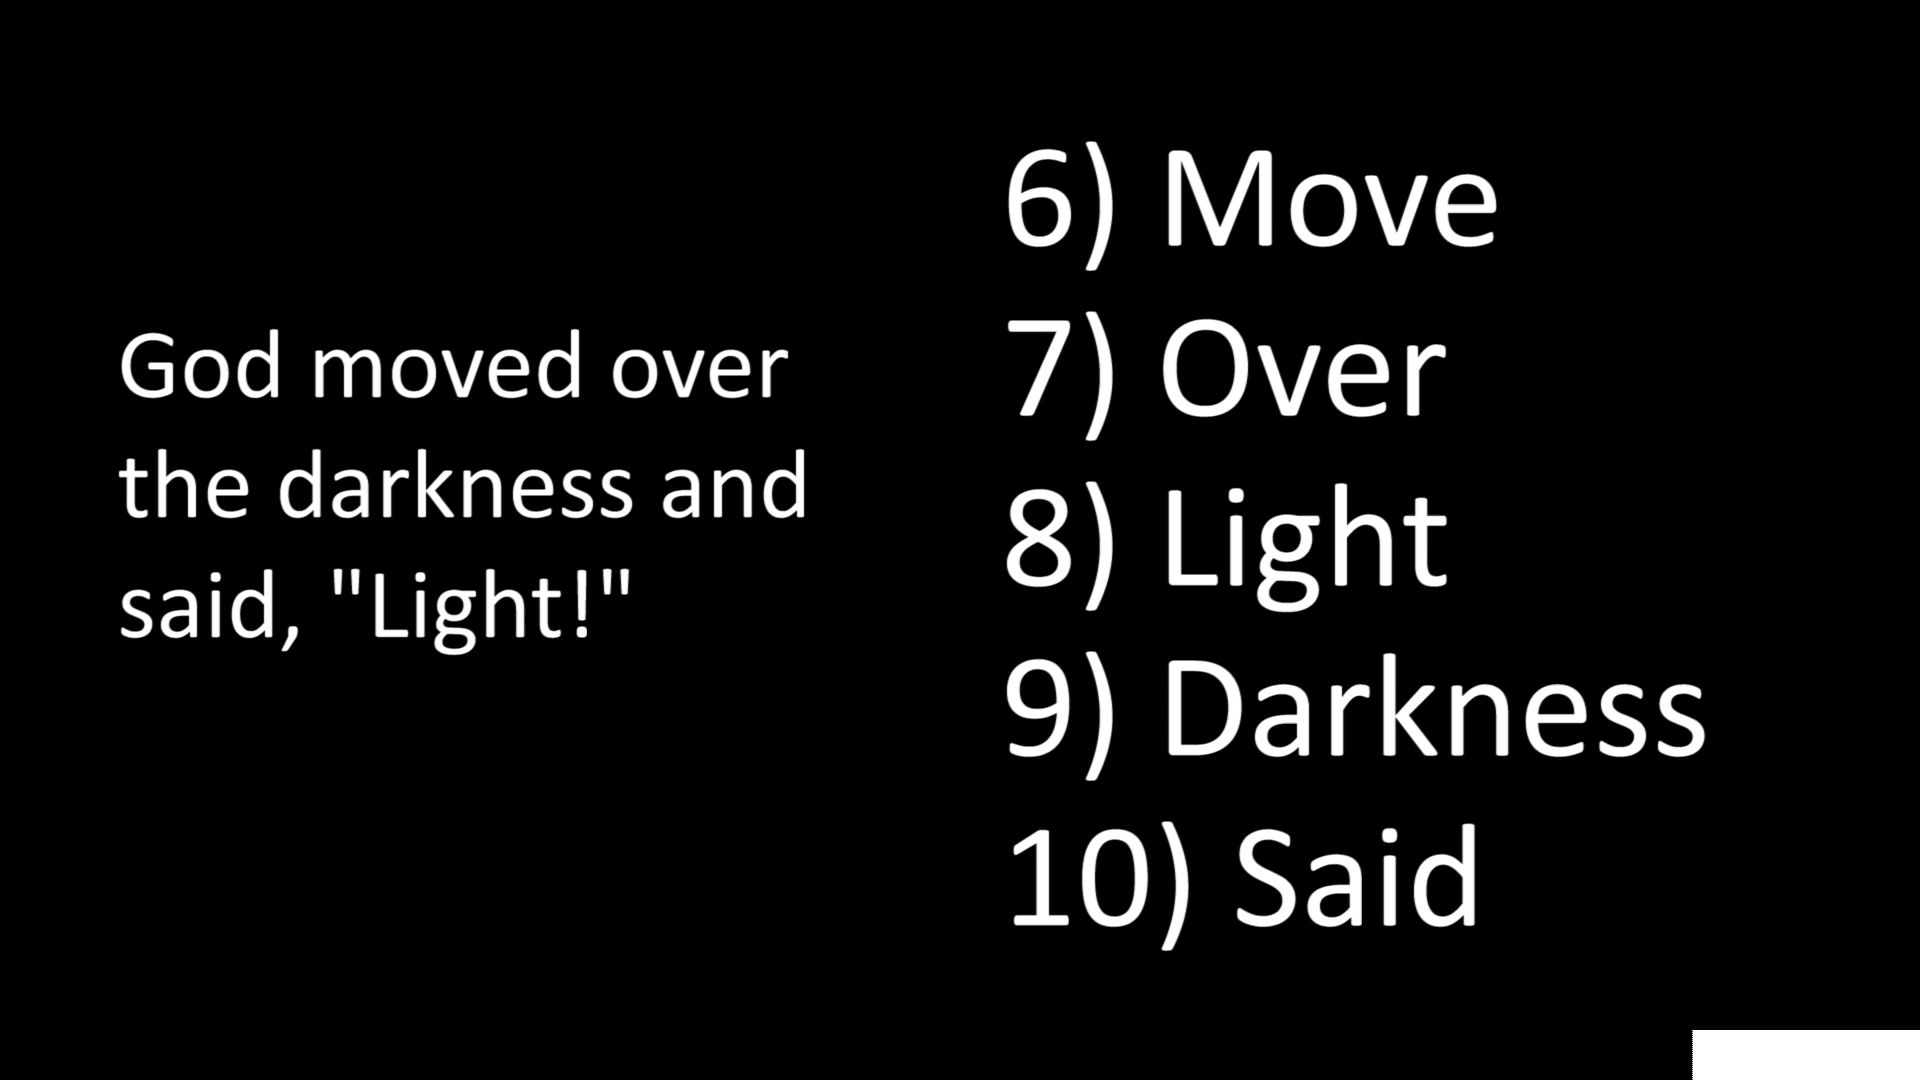 God moved over
the darkness and
said, "Light!"
6) Move
7) Over
8) Light
9) Darkness
10) Said